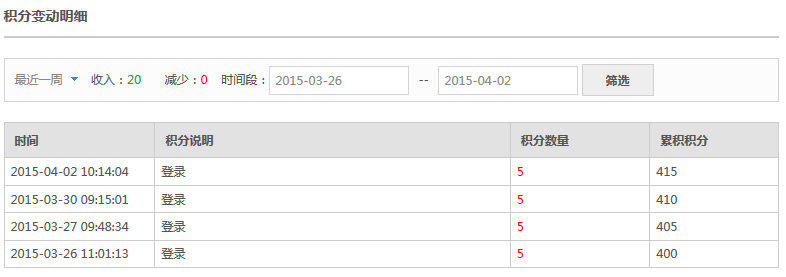 积分变动明细
最近一周 收入：20 减少：0 时间段： 2015-03-26 -- 2015-04-02 筛选
时间 积分说明 积分数量 累积积分
2015-04-02 10:14:04 登录 5 415
2015-03-30 09:15:01 登录 5 410
2015-03-27 09:48:34 登录 5 405
2015-03-26 11:01:13 登录 5 400